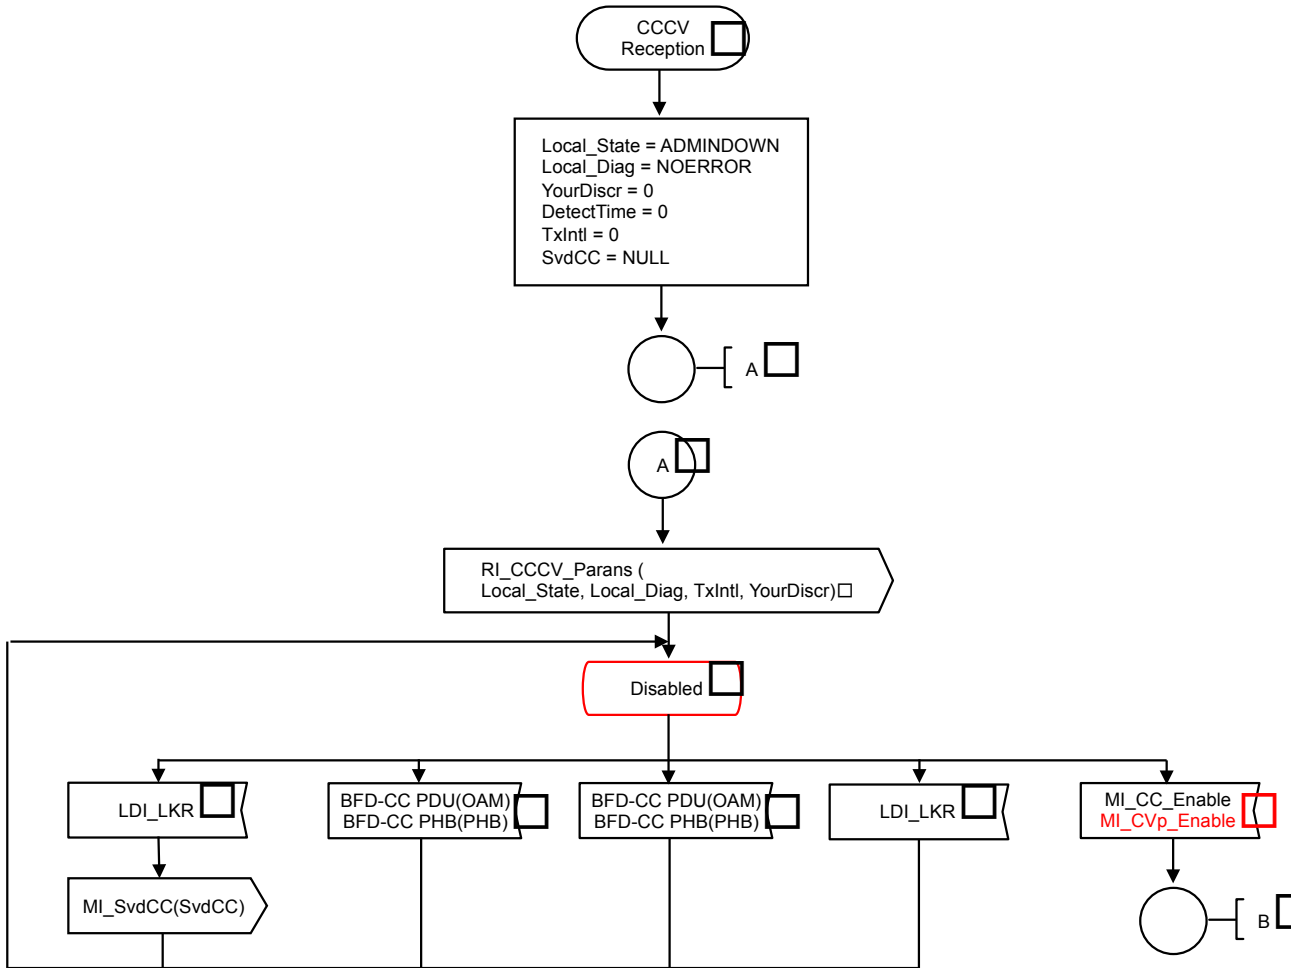 CCCV
Reception
Local_State = ADMINDOWN
Local_Diag = NOERROR
YourDiscr = 0
DetectTime = 0
TxIntl = 0
SvdCC = NULL
A
A
RI_CCCV_Parans (
Local_State, Local_Diag, TxIntl, YourDiscr)
Disabled
LDI_LKR
BFD-CC PDU(OAM)
BFD-CC PHB(PHB)
BFD-CC PDU(OAM)
BFD-CC PHB(PHB)
LDI_LKR
MI_CC_Enable
MI_CVp_Enable
MI_SvdCC(SvdCC)
B